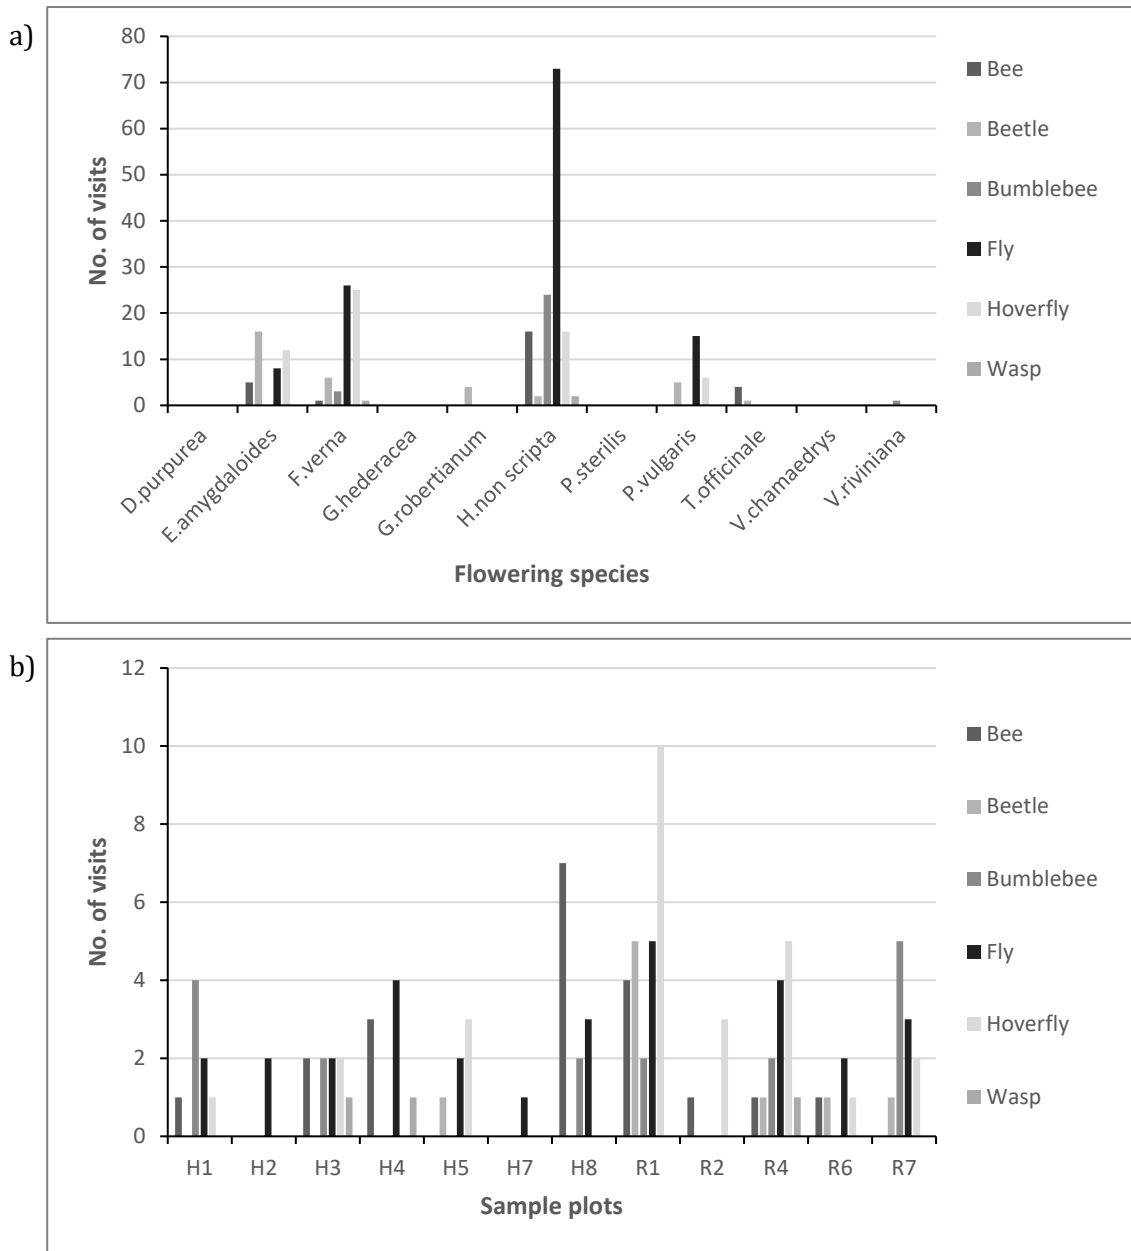 a)
80
70
60
50
40
30
20
10
0
No. of visits
D.purpurea
E.amygdaloides
F.verna
G.hederacea
G.robertianum
H.non scripta
P.sterilis
P.vulgaris
T.officinale
V.chamaedrys
V.riviniana
Flowering species
Bee
Beetle
Bumblebee
Fly
Hoverfly
Wasp
b)
12
10
8
6
4
2
0
No. of visits
H1 H2 H3 H4 H5 H7 H8 R1 R2 R4 R6 R7
Sample plots
Bee
Beetle
Bumblebee
Fly
Hoverfly
Wasp